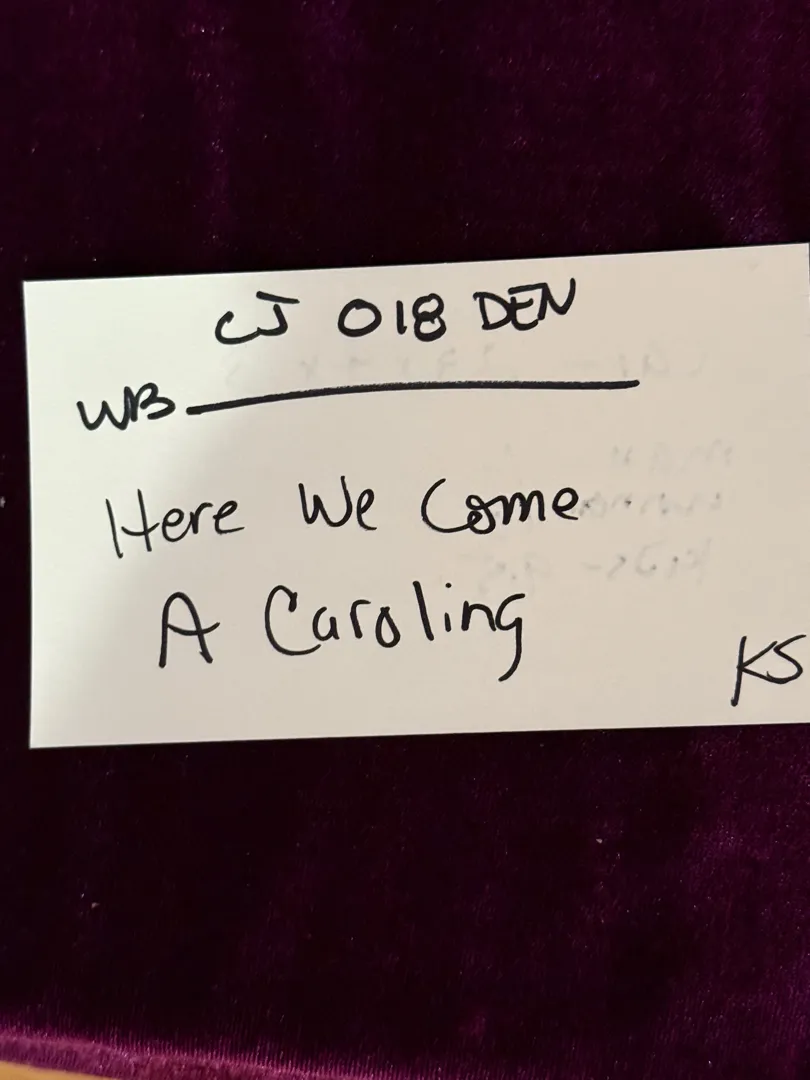 CJ 018 DEN
WB
Here We Come
A Caroling
KS